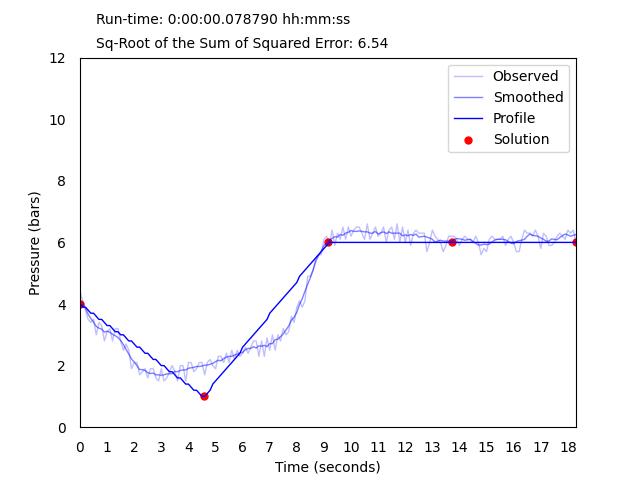 Run-time: 0:00:00.078790 hh:mm:ss
Sq-Root of the Sum of Squared Error: 6.54
12
10
8
6
4
2
0
Pressure (bars)
Observed
Smoothed
Profile
Solution
0 1 2 3 4 5 6 7 8 9 10 11 12 13 14 15 16 17 18
Time (seconds)